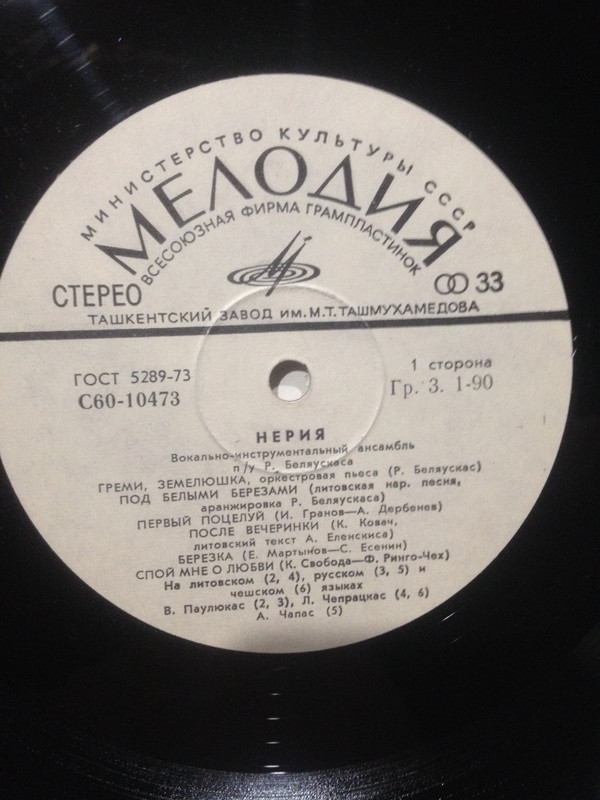 МИНИСТЕРСТВО КУЛЬТУРЫ СССР
МЕЛОДИЯ
ВСЕСОЮЗНАЯ ФИРМА ГРАМПЛАСТИНОК
СТЕРЕО
33
ТАШКЕНТСКИЙ ЗАВОД ИМ. М.Т. ТАШМУХАМЕДОВА
ГОСТ 5289-73
С60-10473
1 сторона
Гр. 3. 1-90
НЕРИЯ
Вокально-инструментальный ансамбль
п/у Р. Беляускаса
ГРЕМИ, ЗЕМЕЛЮШКА, оркестровая пьеса (Р. Беляускас)
ПОД БЕЛЫМИ БЕРЕЗАМИ (литовская нар. песня,
аранжировка Р. Беляускаса)
ПЕРВЫЙ ПОЦЕЛУЙ (И. Гранов—А. Дербенев)
ПОСЛЕ ВЕЧЕРИНКИ (К. Ковач,
литовский текст А. Еленскиса)
БЕРЕЗКА (Е. Мартынов—С. Есенин)
СПОЙ МНЕ О ЛЮБВИ (К. Свобода—Ф. Ринго-Чех)
На литовском (2, 4), русском (3, 5) и
чешском (6) языках
В. Паулюкас (2, 3), Л. Чепрацкас (4, 6)
А. Чапас (5)